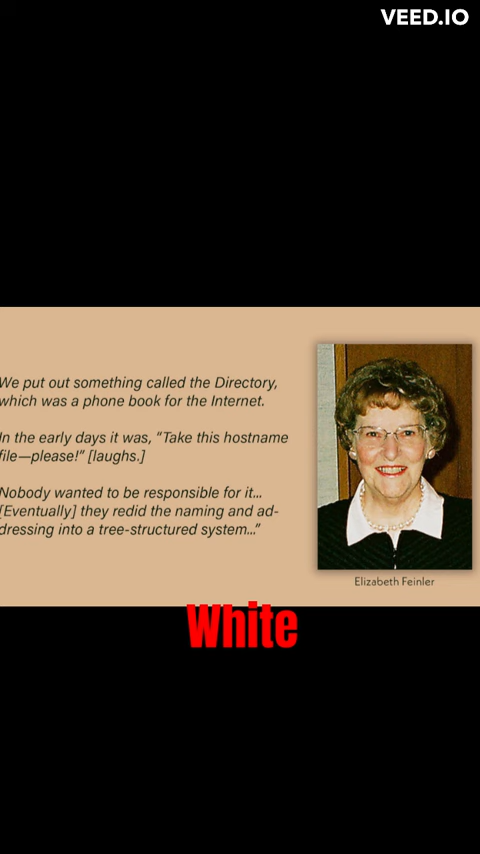 VEED.IO
We put out something called the Directory,
which was a phone book for the Internet.
In the early days it was, “Take this hostname
file—please!” [laughs.]
Nobody wanted to be responsible for it...
[Eventually] they redid the naming and ad-
dressing into a tree-structured system...”
Elizabeth Feinler
White